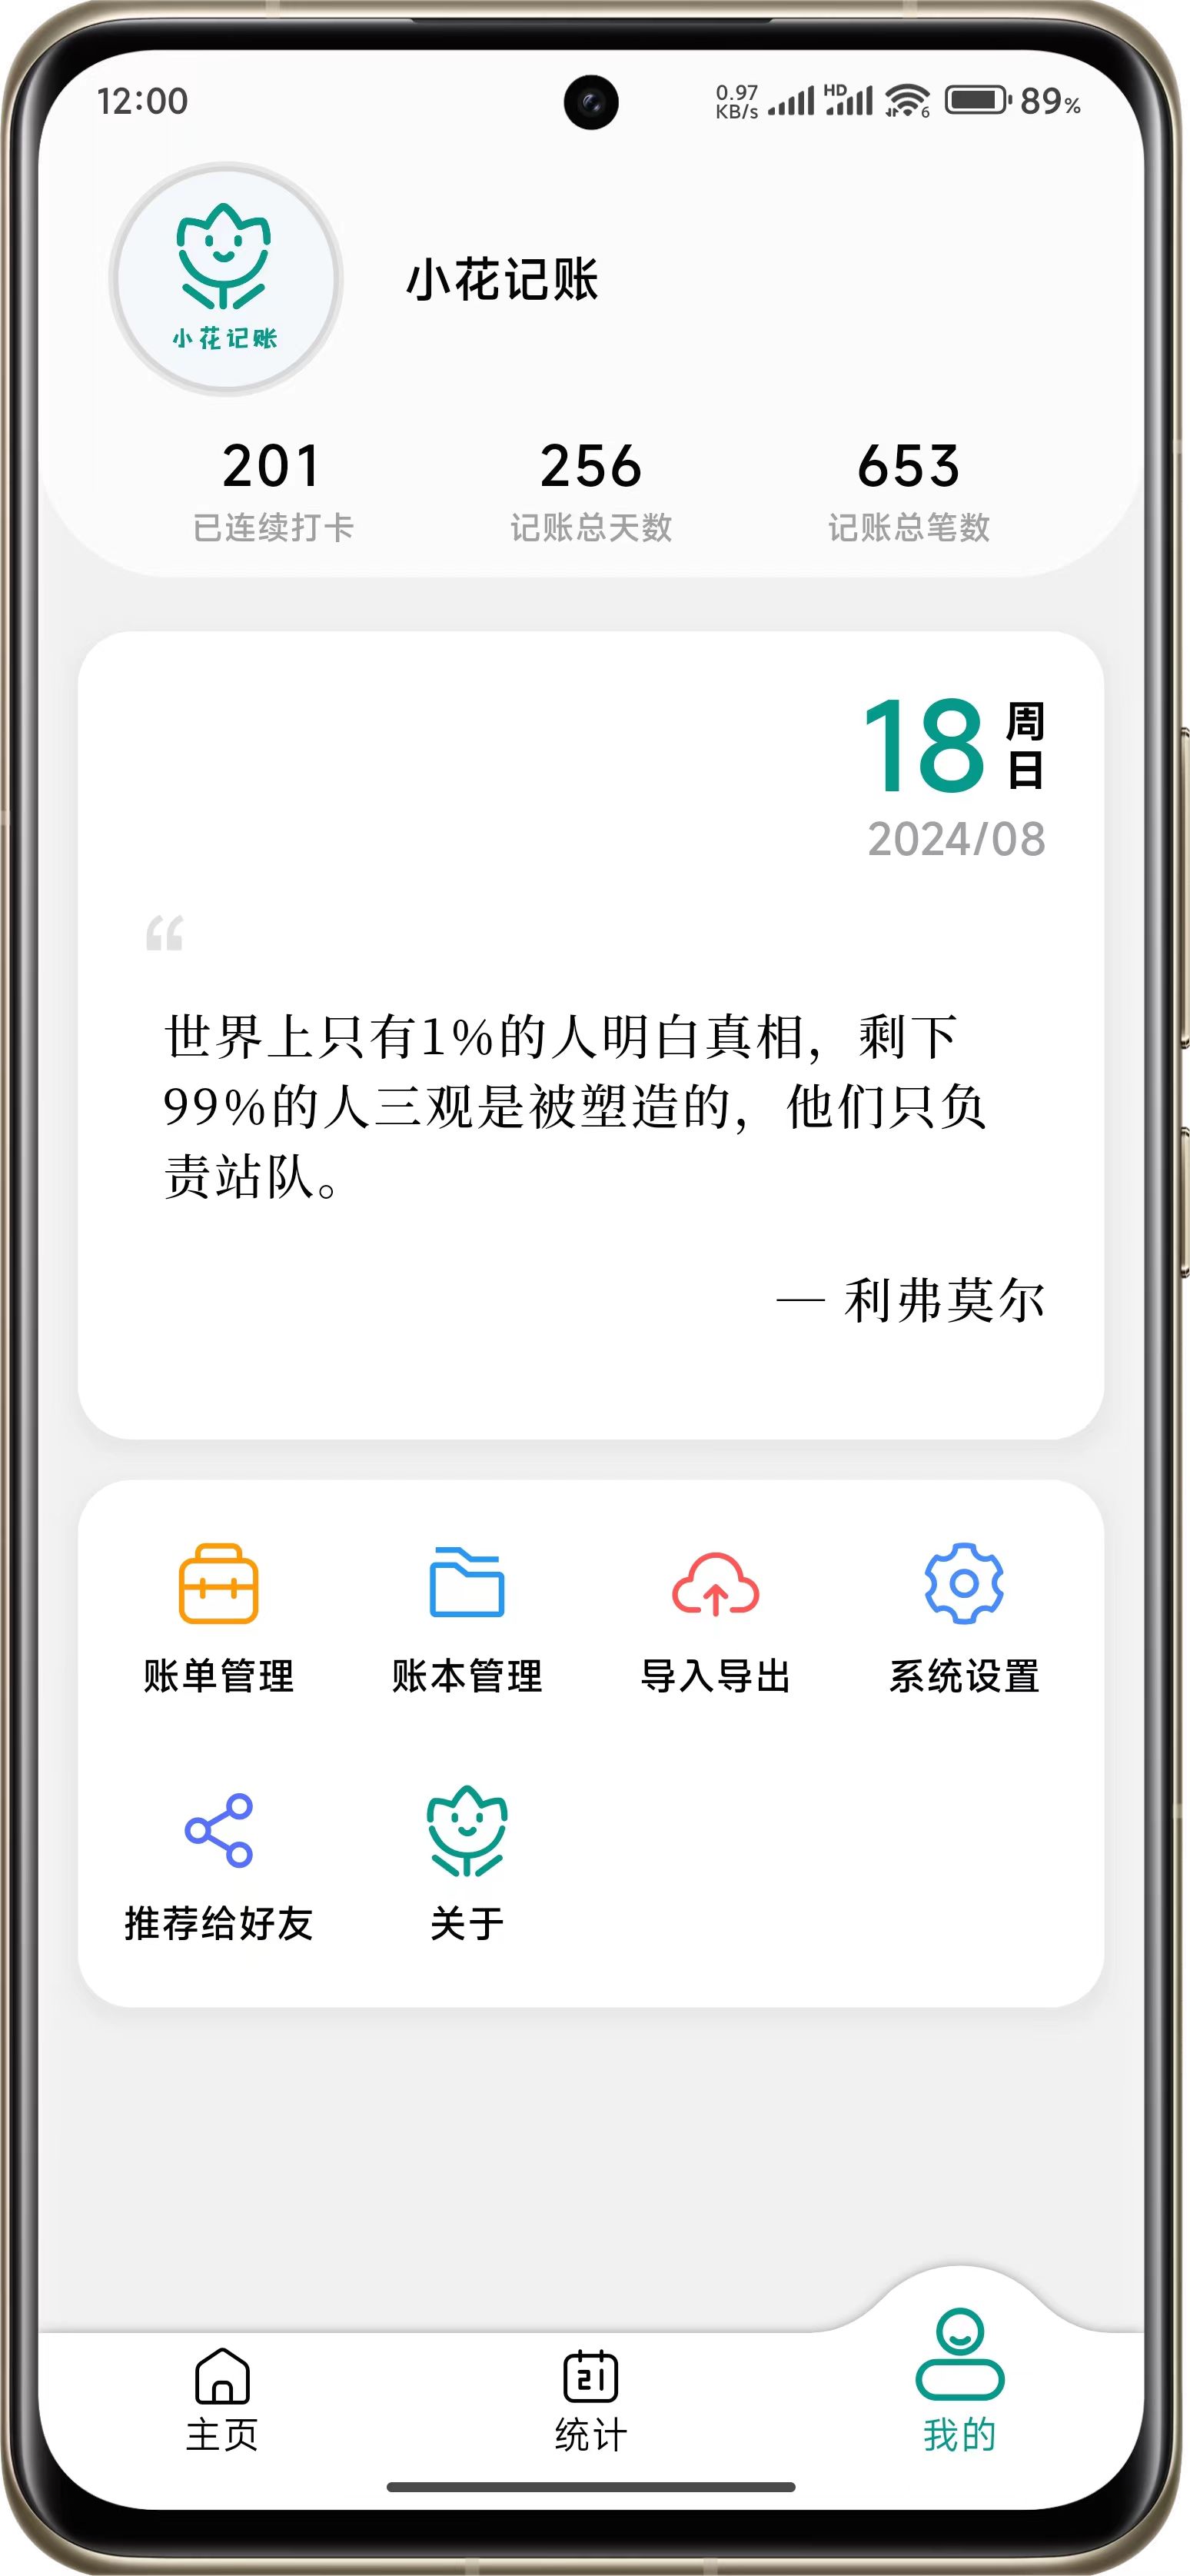 12:00
0.97
KB/s
HD
6
89%
小花记账
小花记账
201
256
653
已连续打卡
记账总天数
记账总笔数
18
周
日
2024/08
“
世界上只有1%的人明白真相，剩下
99%的人三观是被塑造的，他们只负
责站队。
— 利弗莫尔
账单管理
账本管理
导入导出
系统设置
推荐给好友
关于
21
主页
统计
我的